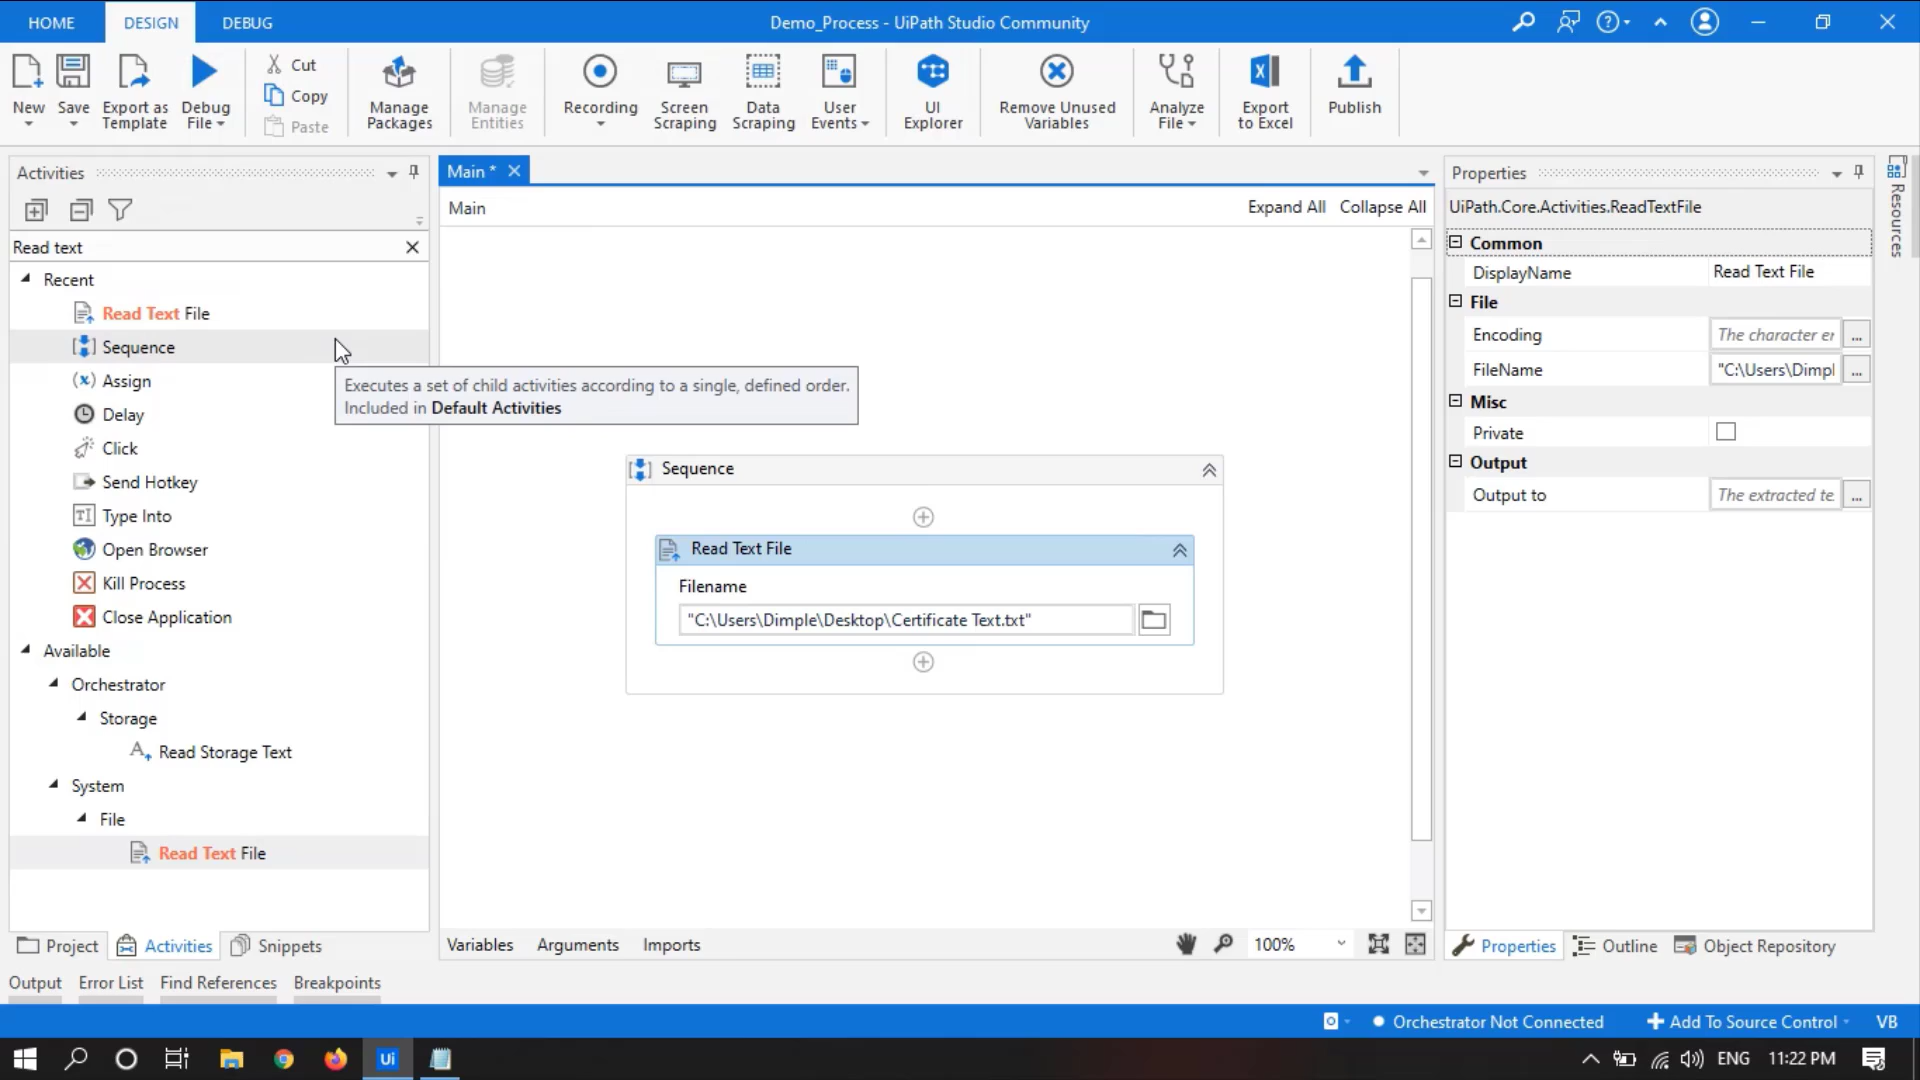 HOME DESIGN DEBUG Demo_Process - UiPath Studio Community
New Save Export as Template Debug File Cut Copy Paste Manage Packages Manage Entities Recording Screen Scraping Data Scraping User Events UI Explorer Remove Unused Variables Analyze File Export to Excel Publish
Activities
Read text
Recent
Read Text File
Sequence
Assign
Delay
Click
Send Hotkey
Type Into
Open Browser
Kill Process
Close Application
Available
Orchestrator
Storage
Read Storage Text
System
File
Read Text File
Project Activities Snippets
Main *
Main Expand All Collapse All
Executes a set of child activities according to a single, defined order.
Included in Default Activities
Sequence
Read Text File
Filename
"C:\Users\Dimple\Desktop\Certificate Text.txt"
Variables Arguments Imports 100%
Properties
UiPath.Core.Activities.ReadTextFile
Common
DisplayName Read Text File
File
Encoding The character er ...
FileName "C:\Users\Dimpl ...
Misc
Private
Output
Output to The extracted te. ...
Properties Outline Object Repository
Resources
Output Error List Find References Breakpoints
Orchestrator Not Connected Add To Source Control VB
Ui ENG 11:22 PM